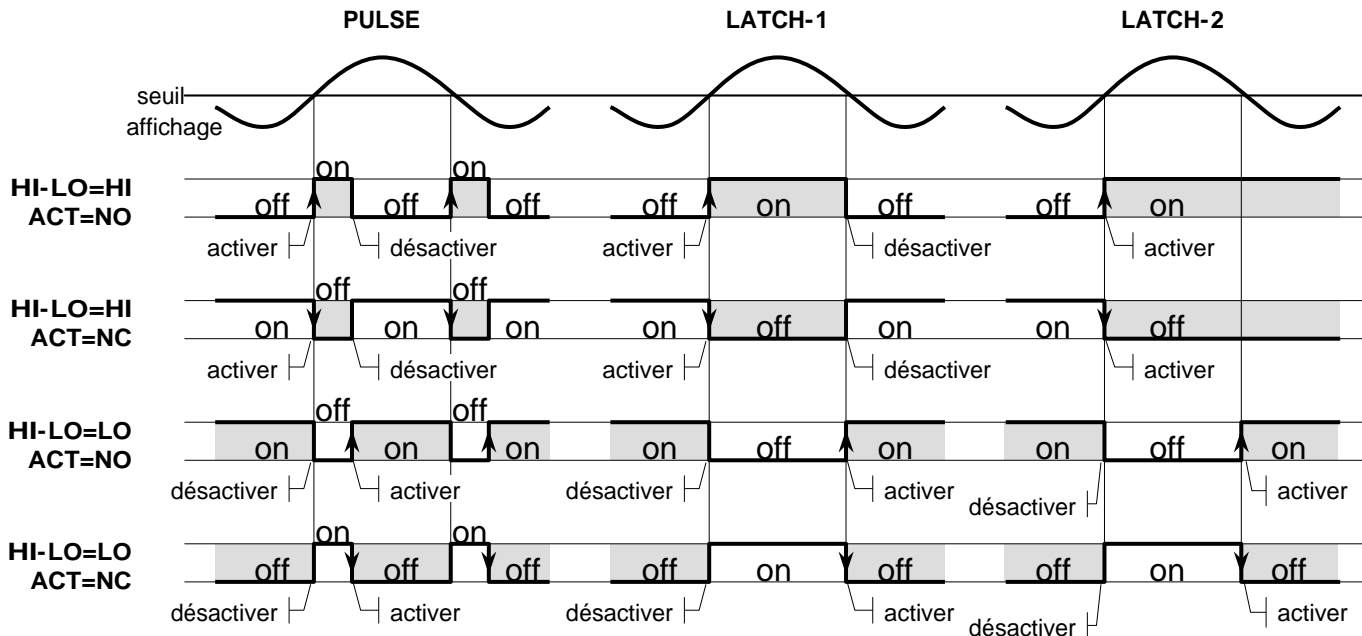 PULSE LATCH-1 LATCH-2
seuil
affichage
on on
HI-LO=HI
ACT=NO
off off off off on off off on
activer désactiver activer désactiver activer
off off
HI-LO=HI
ACT=NC
on on on on off on on off
activer désactiver activer désactiver activer
off off
HI-LO=LO
ACT=NO
on on on on off on on off on
désactiver activer désactiver activer désactiver activer
on on
HI-LO=LO
ACT=NC
off off off off on off off on off
désactiver activer désactiver activer désactiver activer